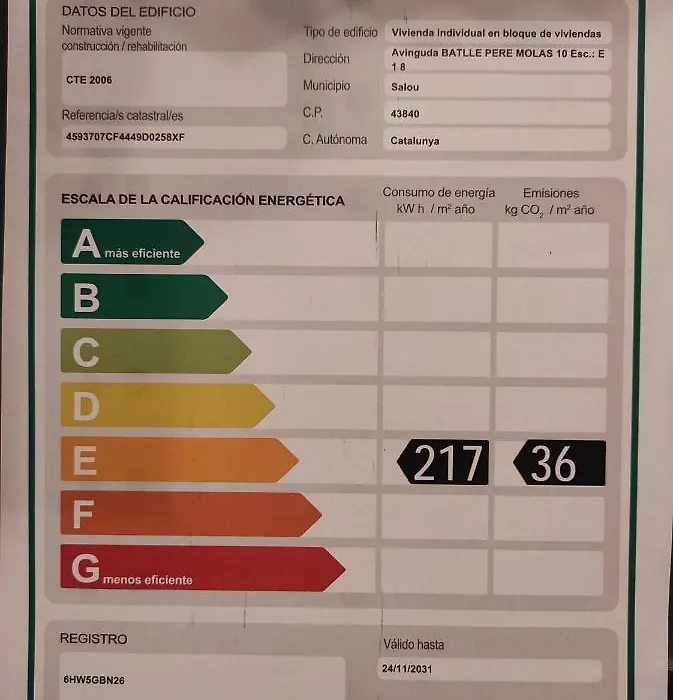 DATOS DEL EDIFICIO
Normativa vigente
construcción / rehabilitación
CTE 2006
Referencia/s catastral/es
4593707CF4449D0258XF
Tipo de edificio Vivienda individual en bloque de viviendas
Dirección Avinguda BATLLE PERE MOLAS 10 Esc.: E
1 8
Municipio Salou
C.P. 43840
C. Autónoma Catalunya
ESCALA DE LA CALIFICACIÓN ENERGÉTICA
Consumo de energía
kW h / m² año
Emisiones
kg CO₂ / m² año
A más eficiente
B
C
D
E 217 36
F
G menos eficiente
REGISTRO
6HW5GBN26
Válido hasta
24/11/2031